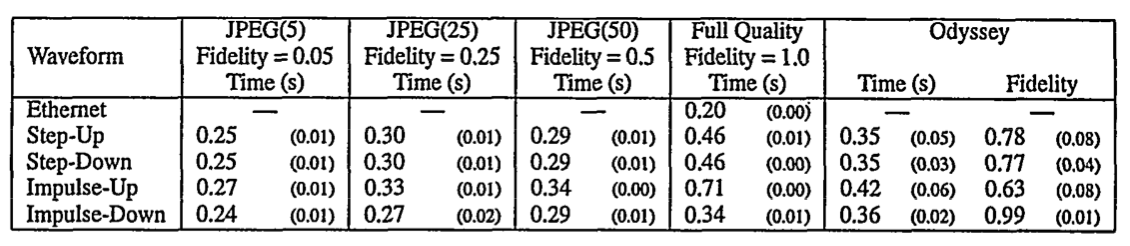 JPEG(5) JPEG(25) JPEG(50) Full Quality Odyssey
Waveform Fidelity = 0.05 Fidelity = 0.25 Fidelity = 0.5 Fidelity = 1.0
Time (s) Time (s) Time (s) Time (s) Time (s) Fidelity
Ethernet — — — 0.20 (0.00) — —
Step-Up 0.25 (0.01) 0.30 (0.01) 0.29 (0.01) 0.46 (0.01) 0.35 (0.05) 0.78 (0.08)
Step-Down 0.25 (0.01) 0.30 (0.01) 0.29 (0.01) 0.46 (0.00) 0.35 (0.03) 0.77 (0.04)
Impulse-Up 0.27 (0.01) 0.33 (0.01) 0.34 (0.00) 0.71 (0.00) 0.42 (0.06) 0.63 (0.08)
Impulse-Down 0.24 (0.01) 0.27 (0.02) 0.29 (0.01) 0.34 (0.01) 0.36 (0.02) 0.99 (0.01)